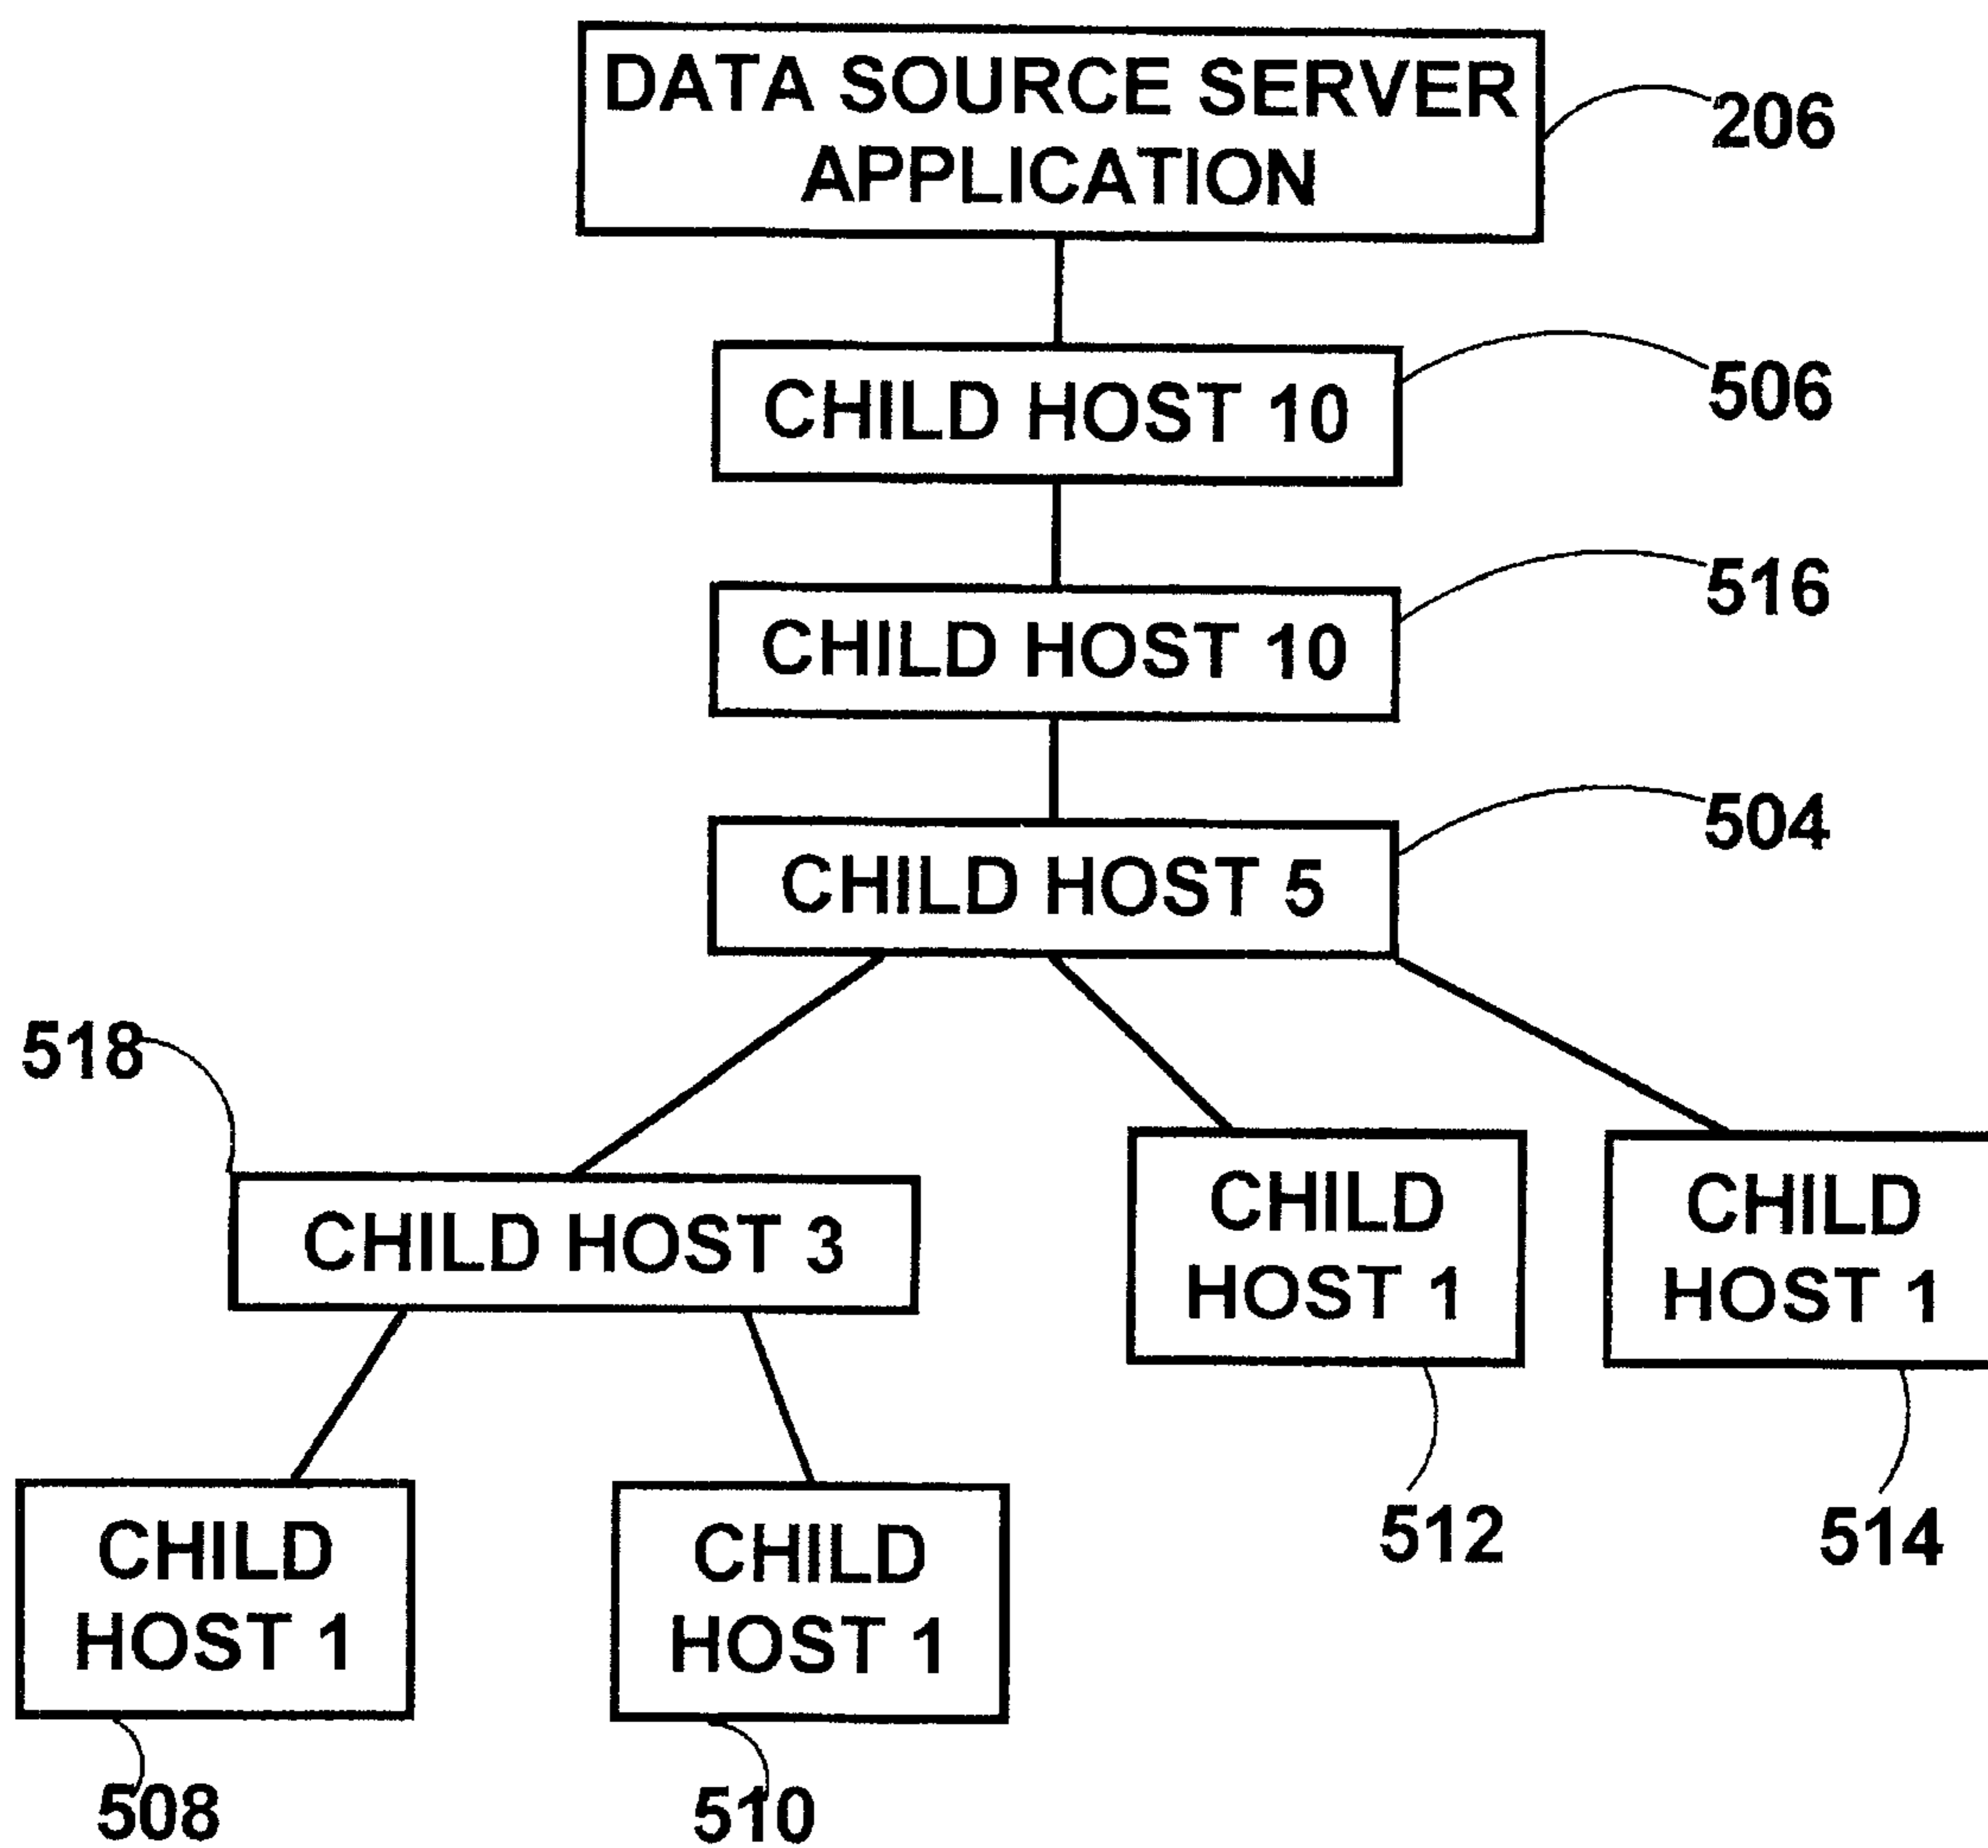 DATA SOURCE SERVER
APPLICATION
206
CHILD HOST 10
506
CHILD HOST 10
516
CHILD HOST 5
504
518
CHILD HOST 3
CHILD
HOST 1
CHILD
HOST 1
512
514
CHILD
HOST 1
CHILD
HOST 1
508
510